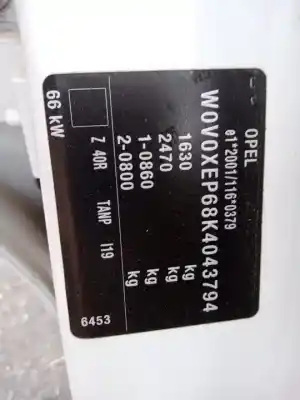 OPEL
e1*2001/116*0379
W0V0XEP68K4043794
1630 kg
2470 kg
1-0860 kg
2-0800 kg
Z 40R TANP I19
66 kW
6453